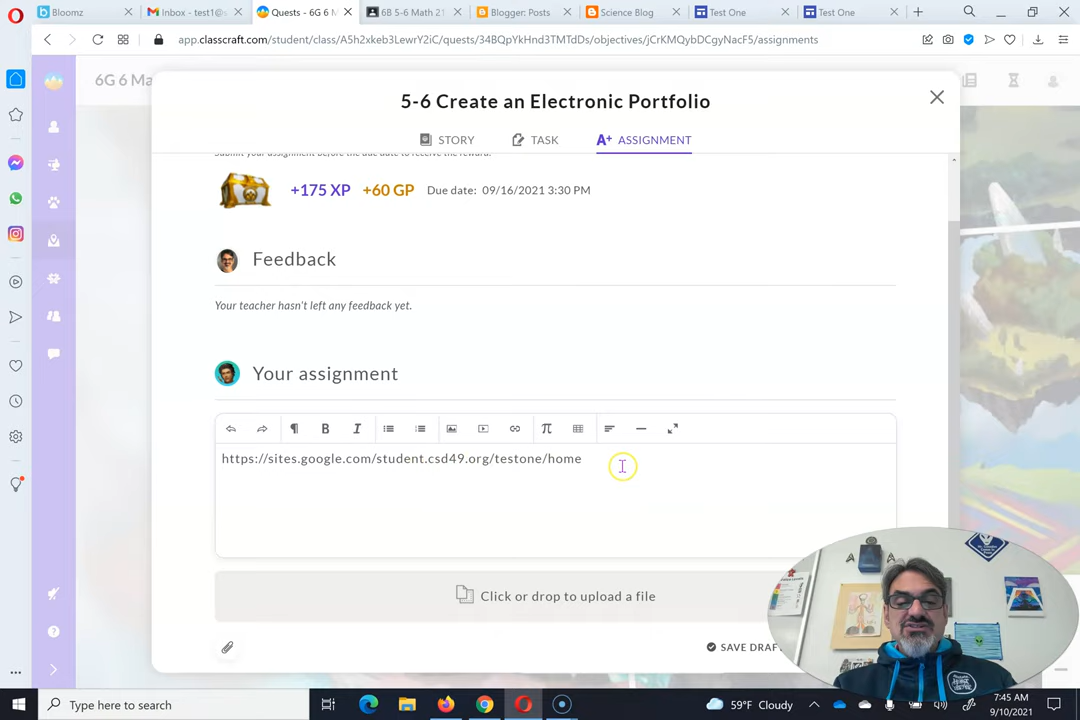 Bloomz
Inbox - test1@s
Quests - 6G 6 M
6B 5-6 Math 21
Blogger: Posts
Science Blog
Test One
Test One
app.classcraft.com/student/class/A5h2xkeb3LewrY2iC/quests/34BQpYkHnd3TMTdDs/objectives/jCrKMQybDCgyNacF5/assignments
6G 6 Ma
5-6 Create an Electronic Portfolio
STORY
TASK
A+ ASSIGNMENT
Submit your assignment before the due date to receive the reward.
+175 XP +60 GP Due date: 09/16/2021 3:30 PM
Feedback
Your teacher hasn't left any feedback yet.
Your assignment
https://sites.google.com/student.csd49.org/testone/home
Click or drop to upload a file
SAVE DRAF
Type here to search
59°F Cloudy
7:45 AM
9/10/2021